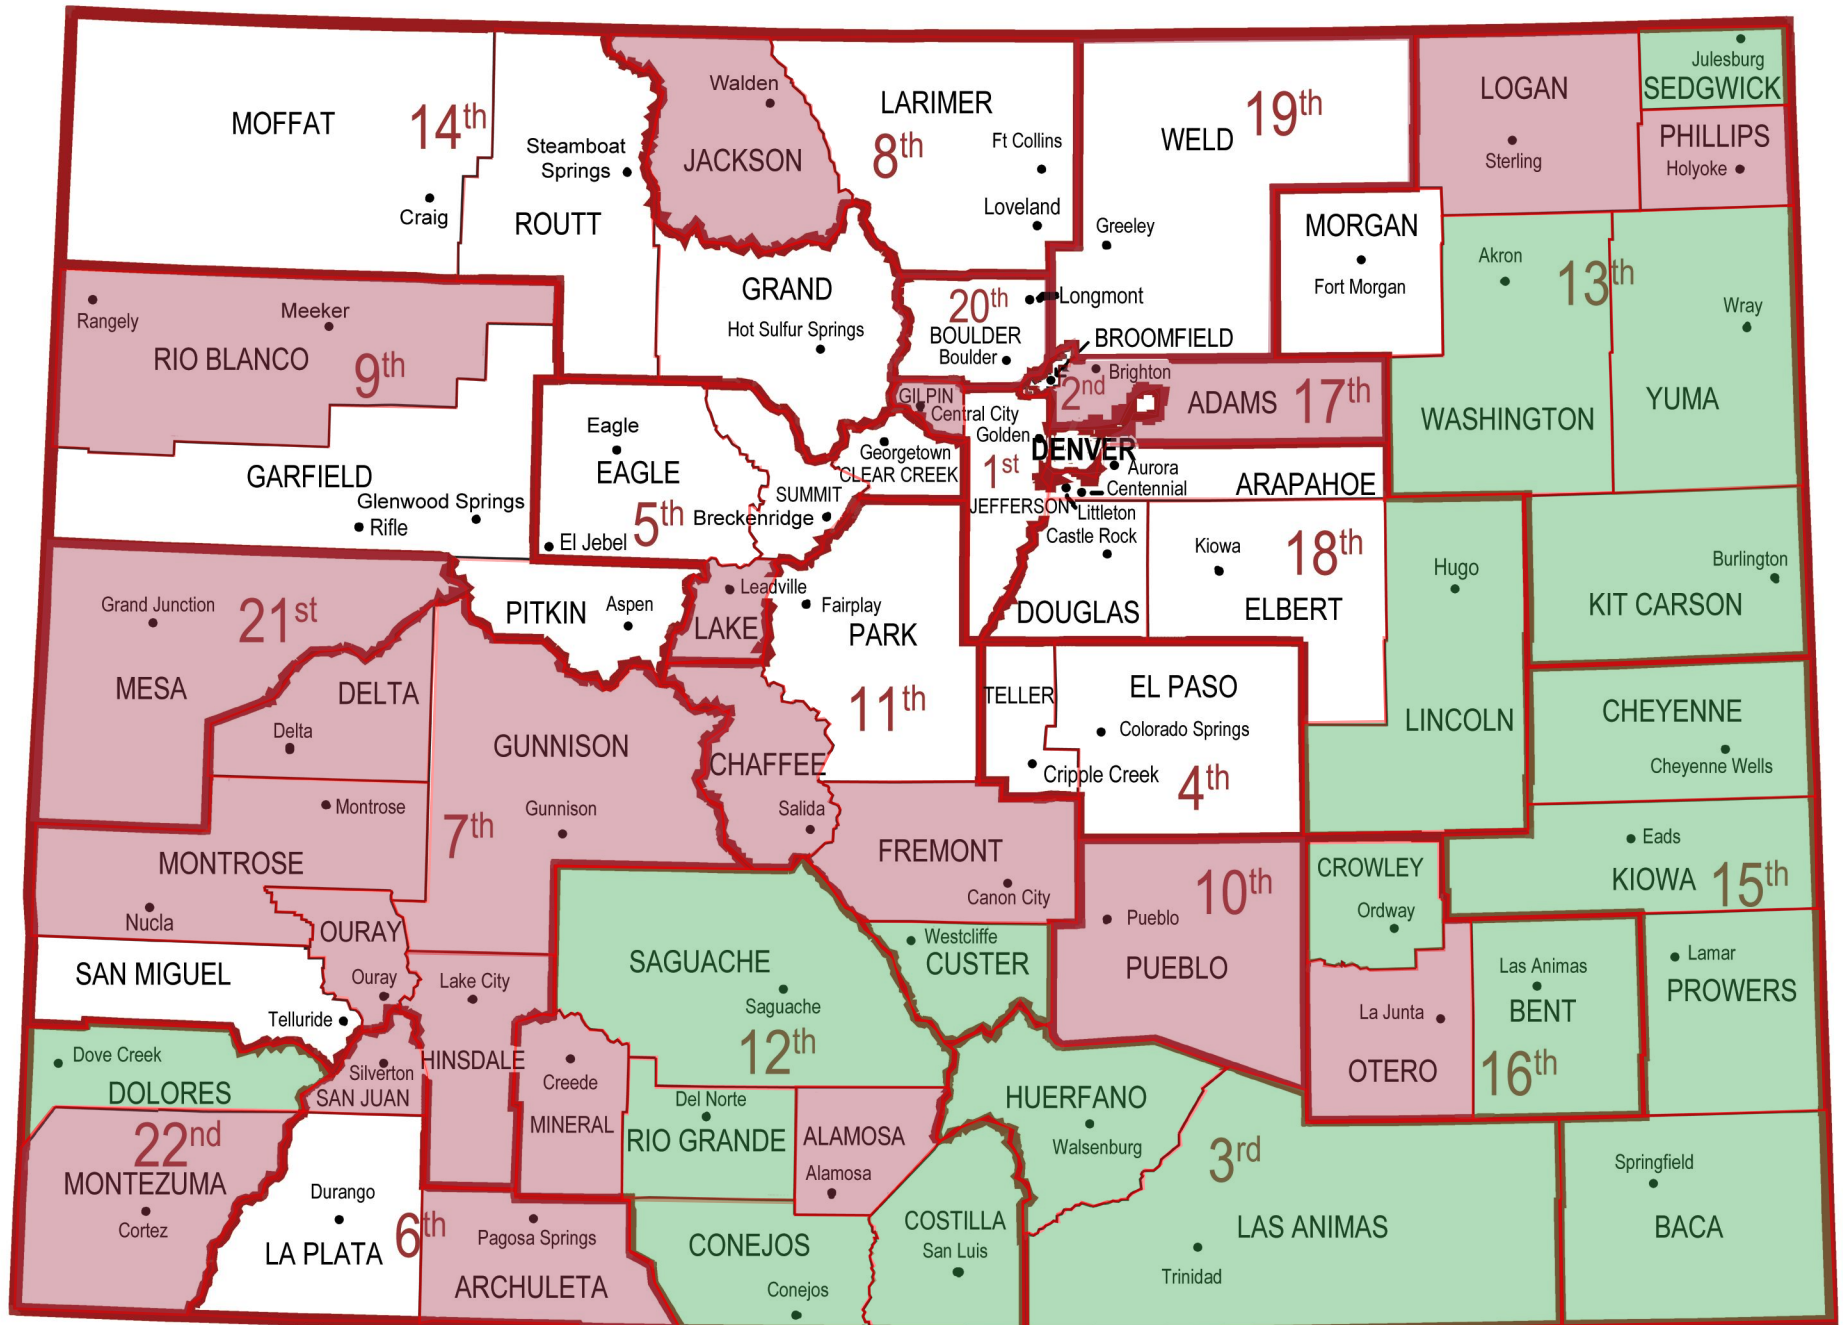 MOFFAT
14th
Craig
Steamboat
Springs
ROUTT
Walden
JACKSON
LARIMER
8th
Ft Collins
Loveland
WELD
19th
Greeley
LOGAN
Sterling
Julesburg
SEDGWICK
PHILLIPS
Holyoke
MORGAN
Fort Morgan
Akron
13th
Wray
WASHINGTON
YUMA
Rangely
Meeker
RIO BLANCO
9th
GRAND
Hot Sulfur Springs
20th
BOULDER
Boulder
Longmont
BROOMFIELD
2nd
Brighton
ADAMS
17th
GILPIN
Central City
Golden
DENVER
Georgetown
CLEAR CREEK
1st
JEFFERSON
Aurora
Centennial
Littleton
ARAPAHOE
GARFIELD
Glenwood Springs
Rifle
Eagle
EAGLE
5th
El Jebel
SUMMIT
Breckenridge
Castle Rock
DOUGLAS
Kiowa
18th
ELBERT
Hugo
LINCOLN
Burlington
KIT CARSON
Grand Junction
21st
MESA
PITKIN
Aspen
Leadville
LAKE
Fairplay
PARK
11th
DELTA
Delta
GUNNISON
Gunnison
7th
CHAFFEE
Salida
TELLER
Cripple Creek
EL PASO
Colorado Springs
4th
CHEYENNE
Cheyenne Wells
Montrose
MONTROSE
Nucla
FREMONT
Canon City
10th
Pueblo
PUEBLO
CROWLEY
Ordway
Eads
KIOWA
15th
OURAY
Ouray
SAN MIGUEL
Telluride
Lake City
HINSDALE
SAGUACHE
Saguache
12th
Westcliffe
CUSTER
La Junta
OTERO
Las Animas
BENT
16th
Lamar
PROWERS
Dove Creek
DOLORES
Silverton
SAN JUAN
Creede
MINERAL
Del Norte
RIO GRANDE
ALAMOSA
Alamosa
HUERFANO
Walsenburg
3rd
22nd
MONTEZUMA
Cortez
Durango
LA PLATA
6th
Pagosa Springs
ARCHULETA
CONEJOS
Conejos
COSTILLA
San Luis
LAS ANIMAS
Trinidad
Springfield
BACA